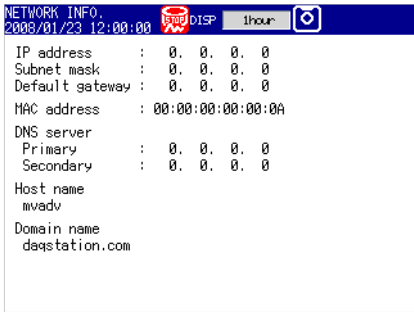 NETWORK INFO.
2008/01/23 12:00:00 STOP DISP 1hour
IP address : 0. 0. 0. 0
Subnet mask : 0. 0. 0. 0
Default gateway : 0. 0. 0. 0
MAC address : 00:00:00:00:00:0A
DNS server
Primary : 0. 0. 0. 0
Secondary : 0. 0. 0. 0
Host name
mvadv
Domain name
daqstation.com